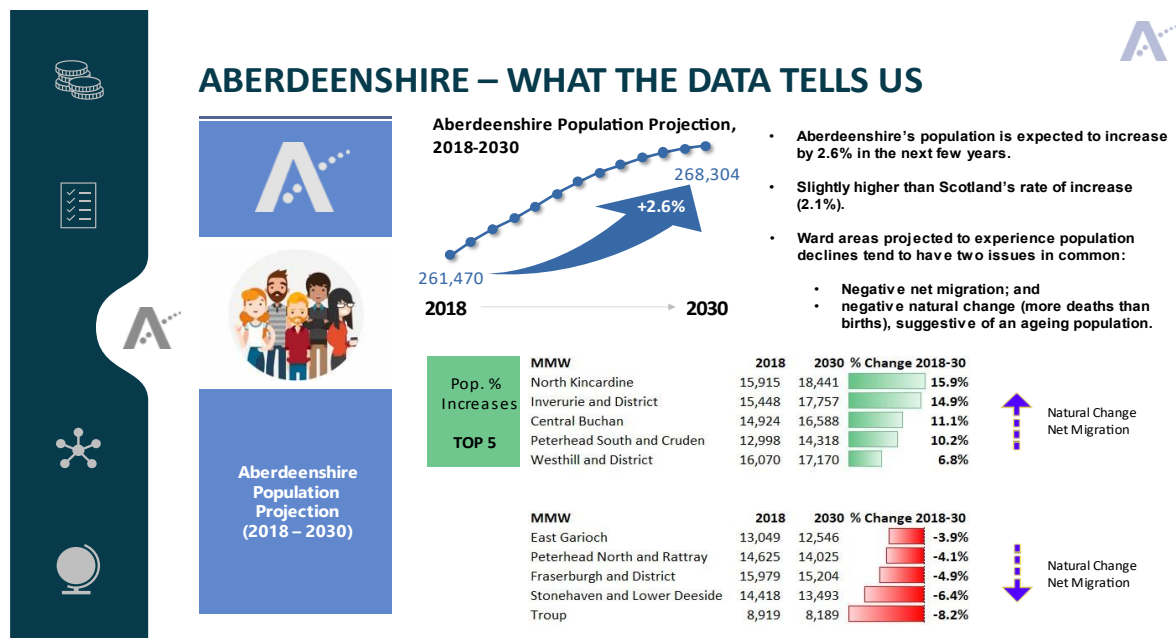 ABERDEENSHIRE – WHAT THE DATA TELLS US
Aberdeenshire Population Projection,
2018-2030
268,304
+2.6%
261,470
2018
2030
• Aberdeenshire's population is expected to increase
by 2.6% in the next few years.
• Slightly higher than Scotland's rate of increase
(2.1%).
• Ward areas projected to experience population
declines tend to have two issues in common:
• Negative net migration; and
• negative natural change (more deaths than
births), suggestive of an ageing population.
Aberdeenshire
Population
Projection
(2018 – 2030)
Pop. %
Increases
TOP 5
MMW 2018 2030 % Change 2018-30
North Kincardine 15,915 18,441 15.9%
Inverurie and District 15,448 17,757 14.9%
Central Buchan 14,924 16,588 11.1%
Peterhead South and Cruden 12,998 14,318 10.2%
Westhill and District 16,070 17,170 6.8%
Natural Change
Net Migration
MMW 2018 2030 % Change 2018-30
East Garioch 13,049 12,546 -3.9%
Peterhead North and Rattray 14,625 14,025 -4.1%
Fraserburgh and District 15,979 15,204 -4.9%
Stonehaven and Lower Deeside 14,418 13,493 -6.4%
Troup 8,919 8,189 -8.2%
Natural Change
Net Migration